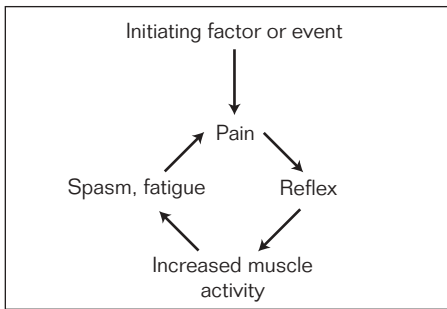 Initiating factor or event
Pain
Spasm, fatigue
Reflex
Increased muscle
activity